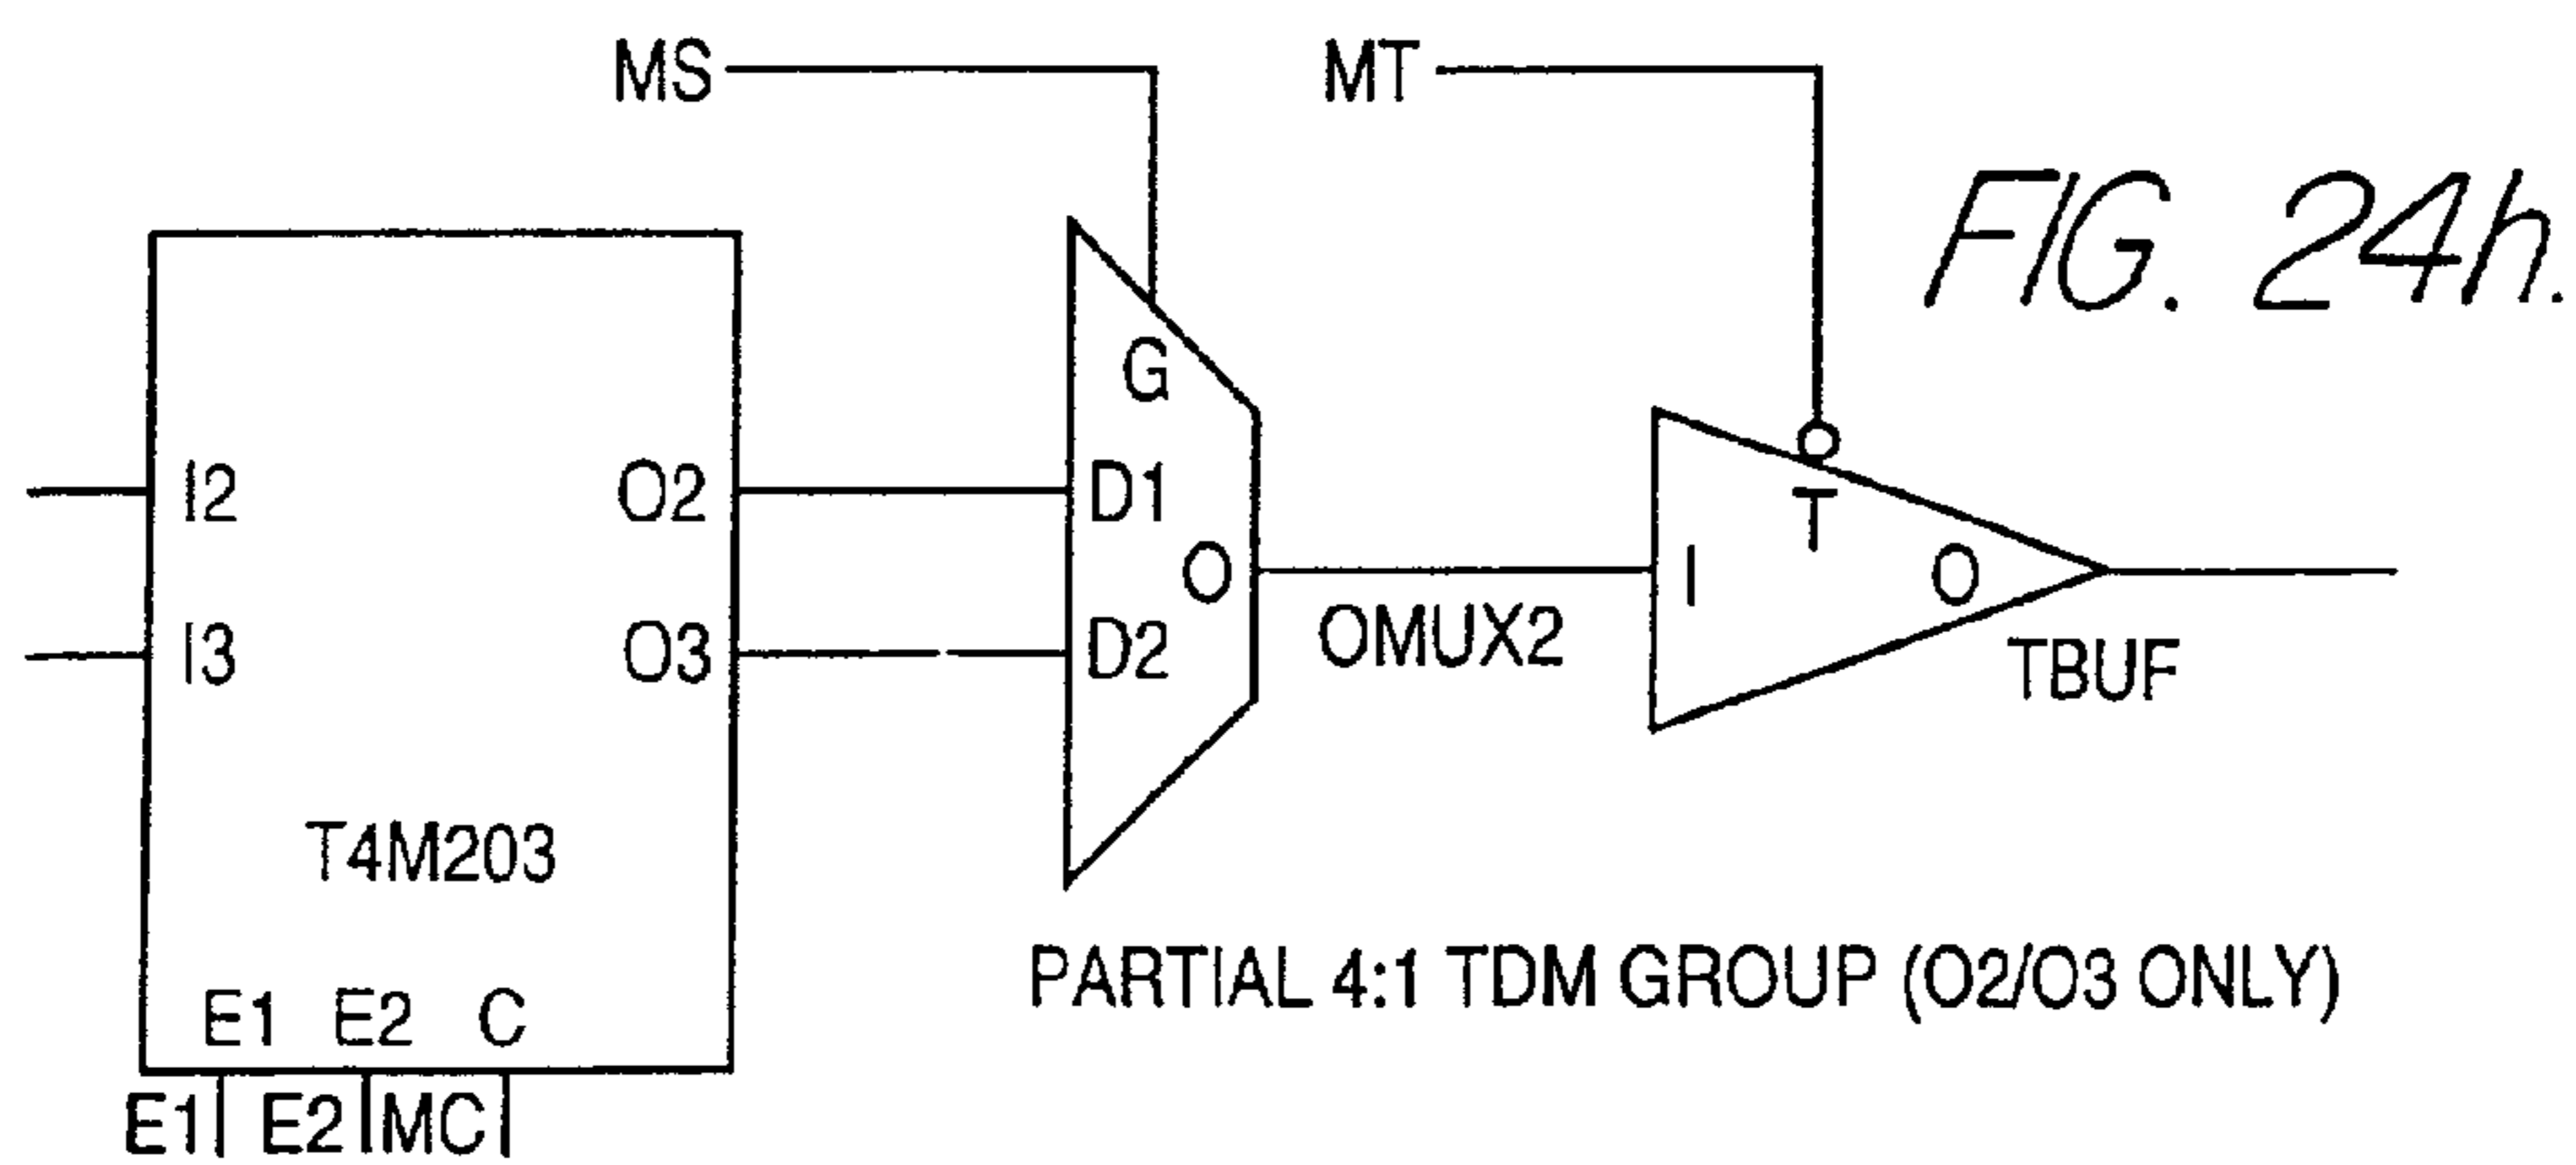 MS
MT
FIG. 24h.
G
I2
O2
D1
O
I
T
O
I3
O3
D2
OMUX2
TBUF
T4M203
PARTIAL 4:1 TDM GROUP (O2/O3 ONLY)
E1 E2 C
E1 E2 MC